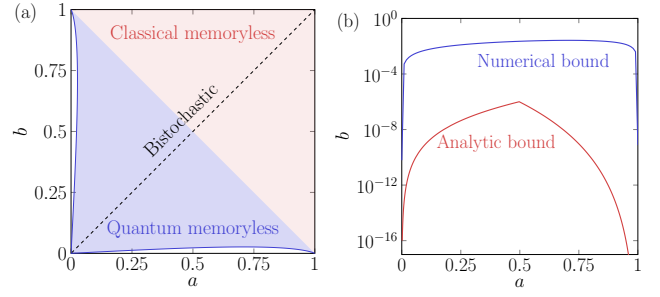 (a)
1
0.75
0.5
0.25
0
b
Classical memoryless
Bistochastic
Quantum memoryless
0 0.25 0.5 0.75 1
a
(b)
10^0
10^−4
10^−8
10^−12
10^−16
b
Numerical bound
Analytic bound
0 0.25 0.5 0.75 1
a